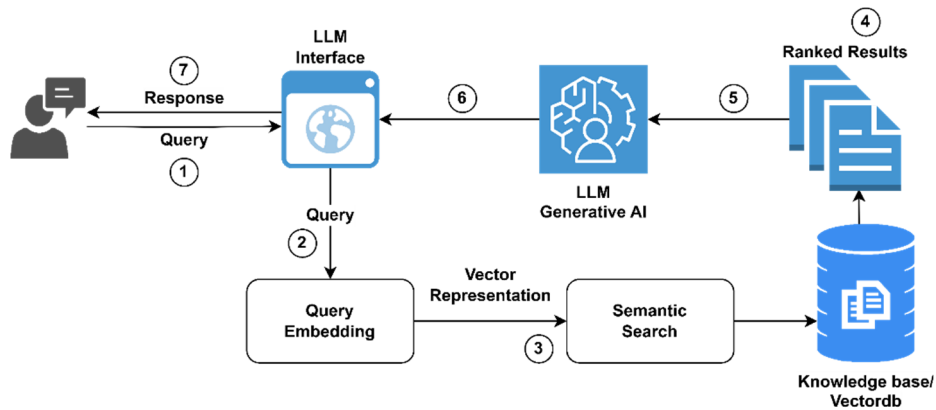 4
LLM
Interface
Ranked Results
7
Response
6
5
Query
1
LLM
Generative AI
Query
2
Vector
Representation
Query
Embedding
Semantic
Search
3
Knowledge base/
Vectordb